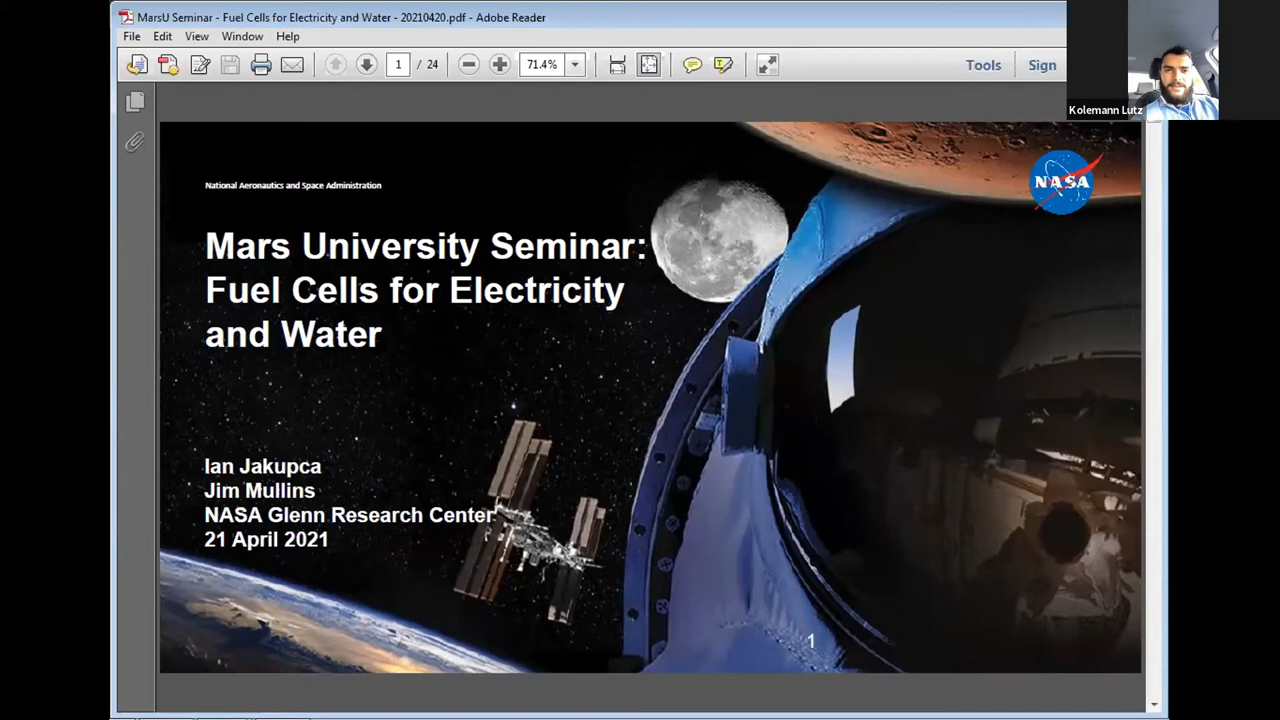 MarsU Seminar - Fuel Cells for Electricity and Water - 20210420.pdf - Adobe Reader
File Edit View Window Help
1 / 24 71.4% Tools Sign
Kolemann Lutz
National Aeronautics and Space Administration
NASA
Mars University Seminar:
Fuel Cells for Electricity
and Water
Ian Jakupca
Jim Mullins
NASA Glenn Research Center
21 April 2021
1